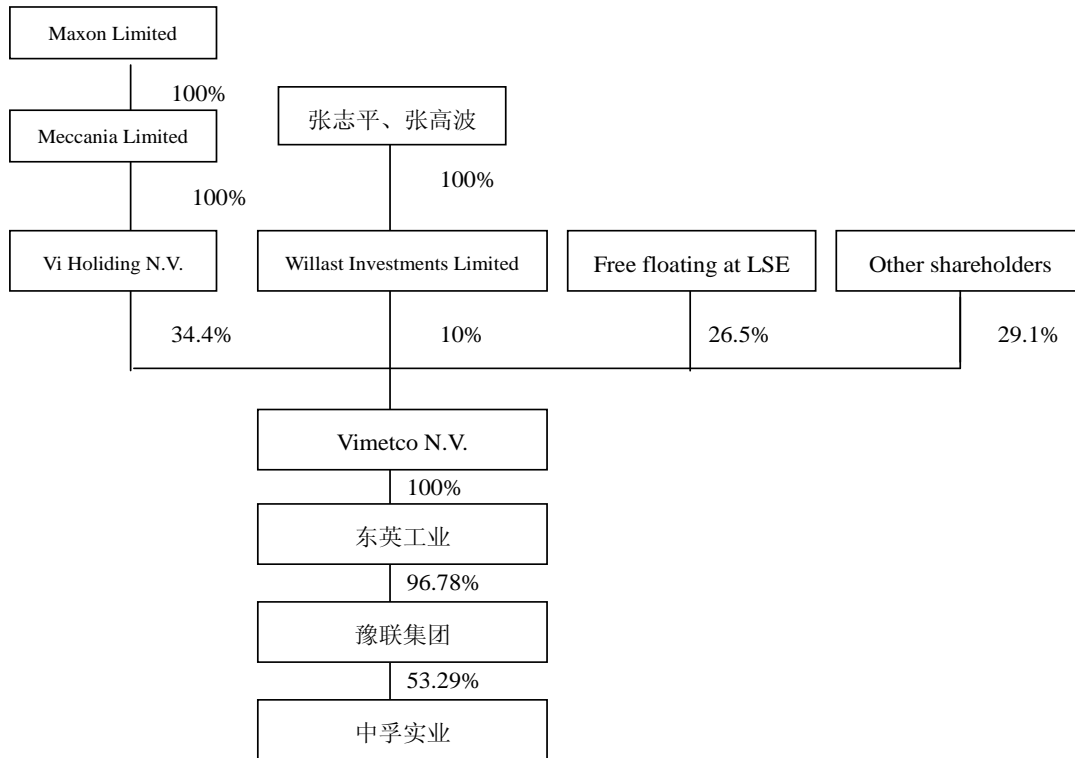 Maxon Limited
100%
Meccania Limited
张志平、张高波
100%
100%
Vi Holiding N.V.
Willast Investments Limited
Free floating at LSE
Other shareholders
34.4%
10%
26.5%
29.1%
Vimetco N.V.
100%
东英工业
96.78%
豫联集团
53.29%
中孚实业